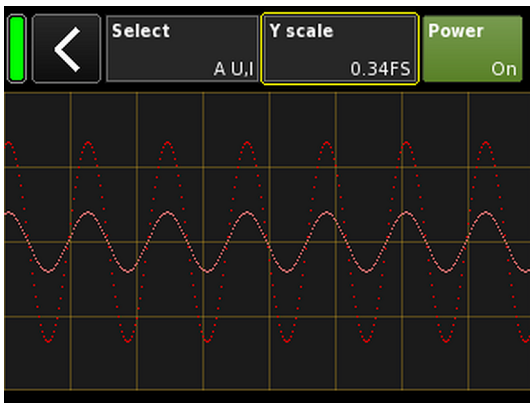 Select
A U,I
Y scale
0.34FS
Power
On